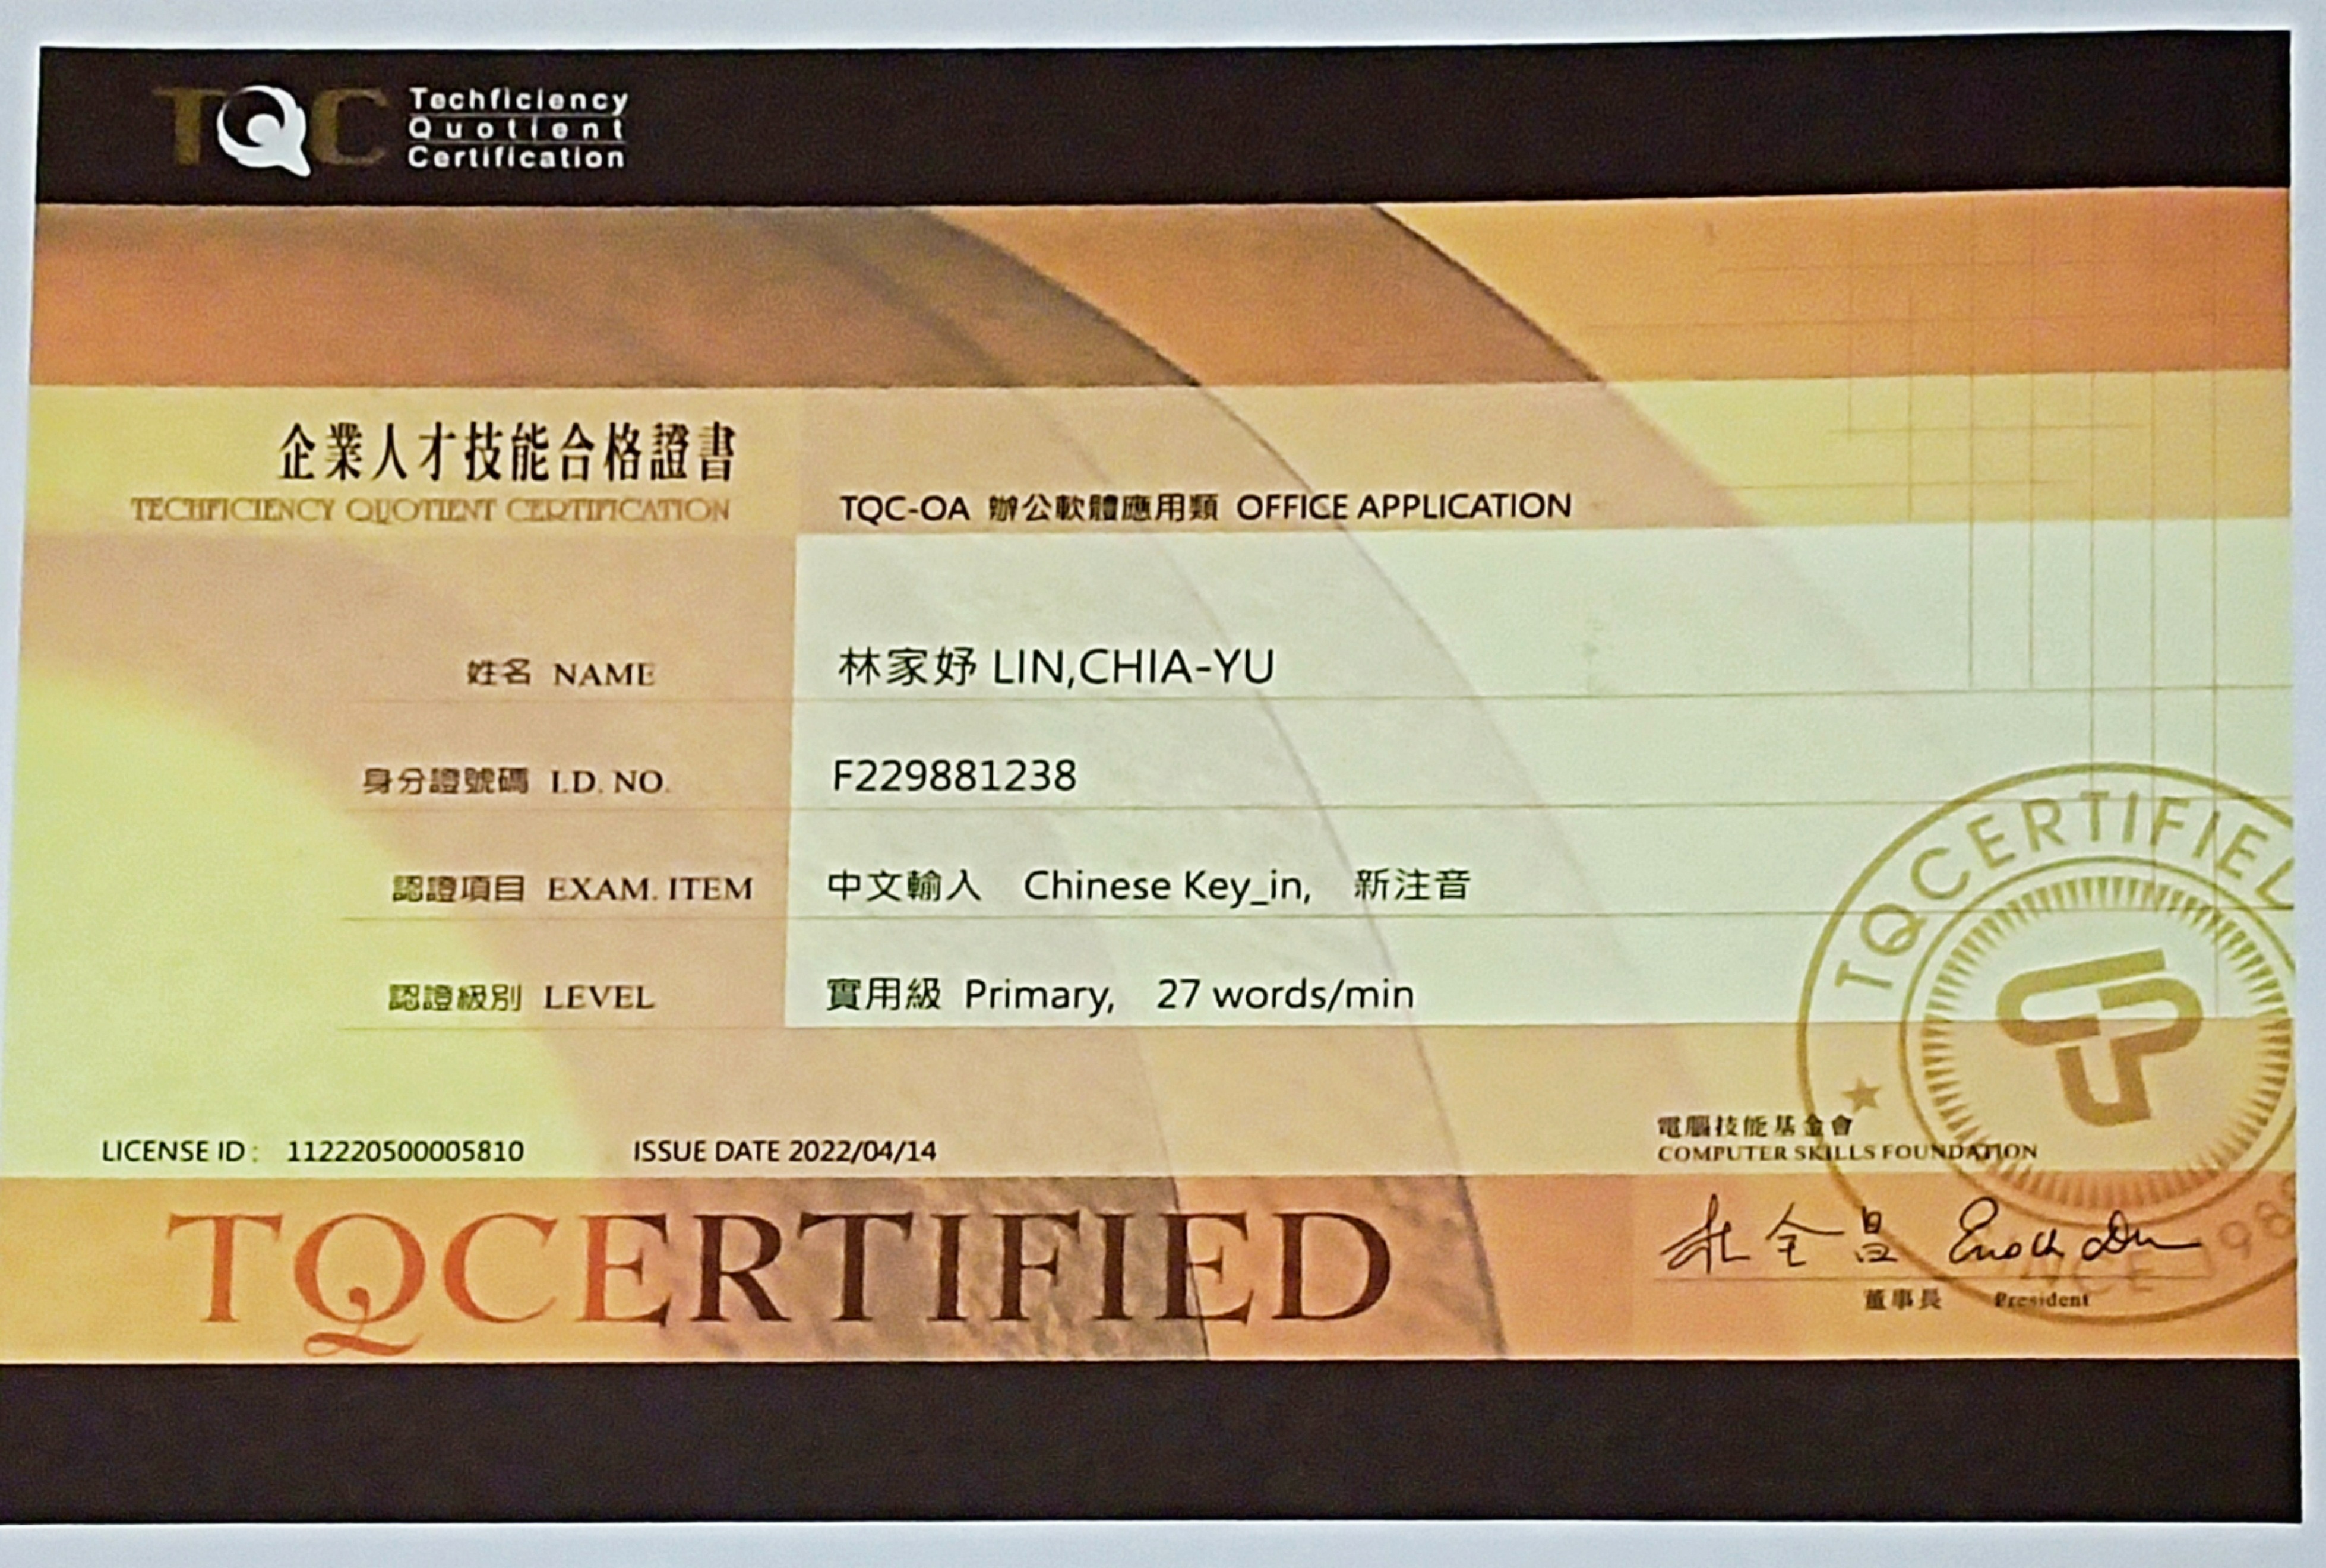 TQC Techficiency
Quotient
Certification
企業人才技能合格證書
TECHFICIENCY QUOTIENT CERTIFICATION
TQC-OA 辦公軟體應用類 OFFICE APPLICATION
姓名 NAME 林家妤 LIN,CHIA-YU
身分證號碼 I.D. NO. F229881238
認證項目 EXAM. ITEM 中文輸入 Chinese Key_in, 新注音
認證級別 LEVEL 實用級 Primary, 27 words/min
TQCERTIFIED
LICENSE ID : 112220500005810 ISSUE DATE 2022/04/14
電腦技能基金會
COMPUTER SKILLS FOUNDATION
TQCERTIFIED
杜全昌 Enoch Du
董事長 President